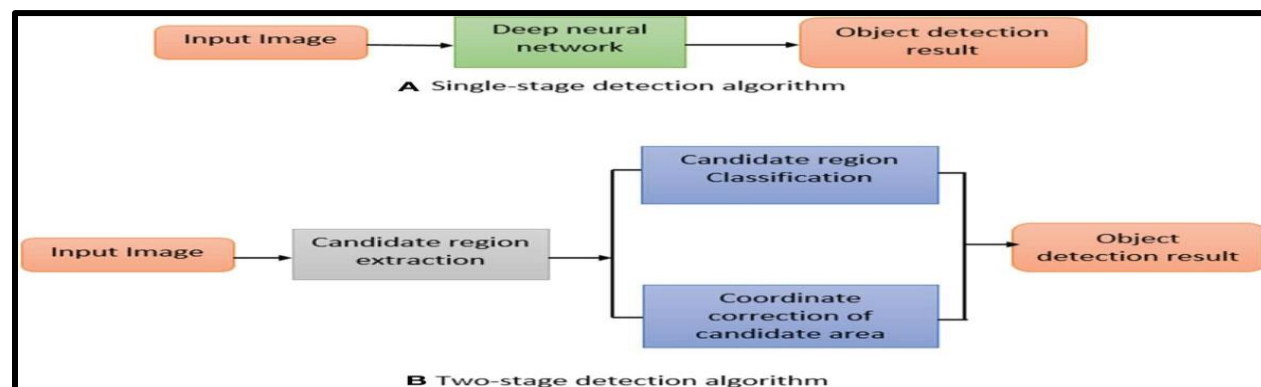 Input Image
Deep neural
network
Object detection
result
A Single-stage detection algorithm
Input Image
Candidate region
extraction
Candidate region
Classification
Coordinate
correction of
candidate area
Object
detection result
B Two-stage detection algorithm